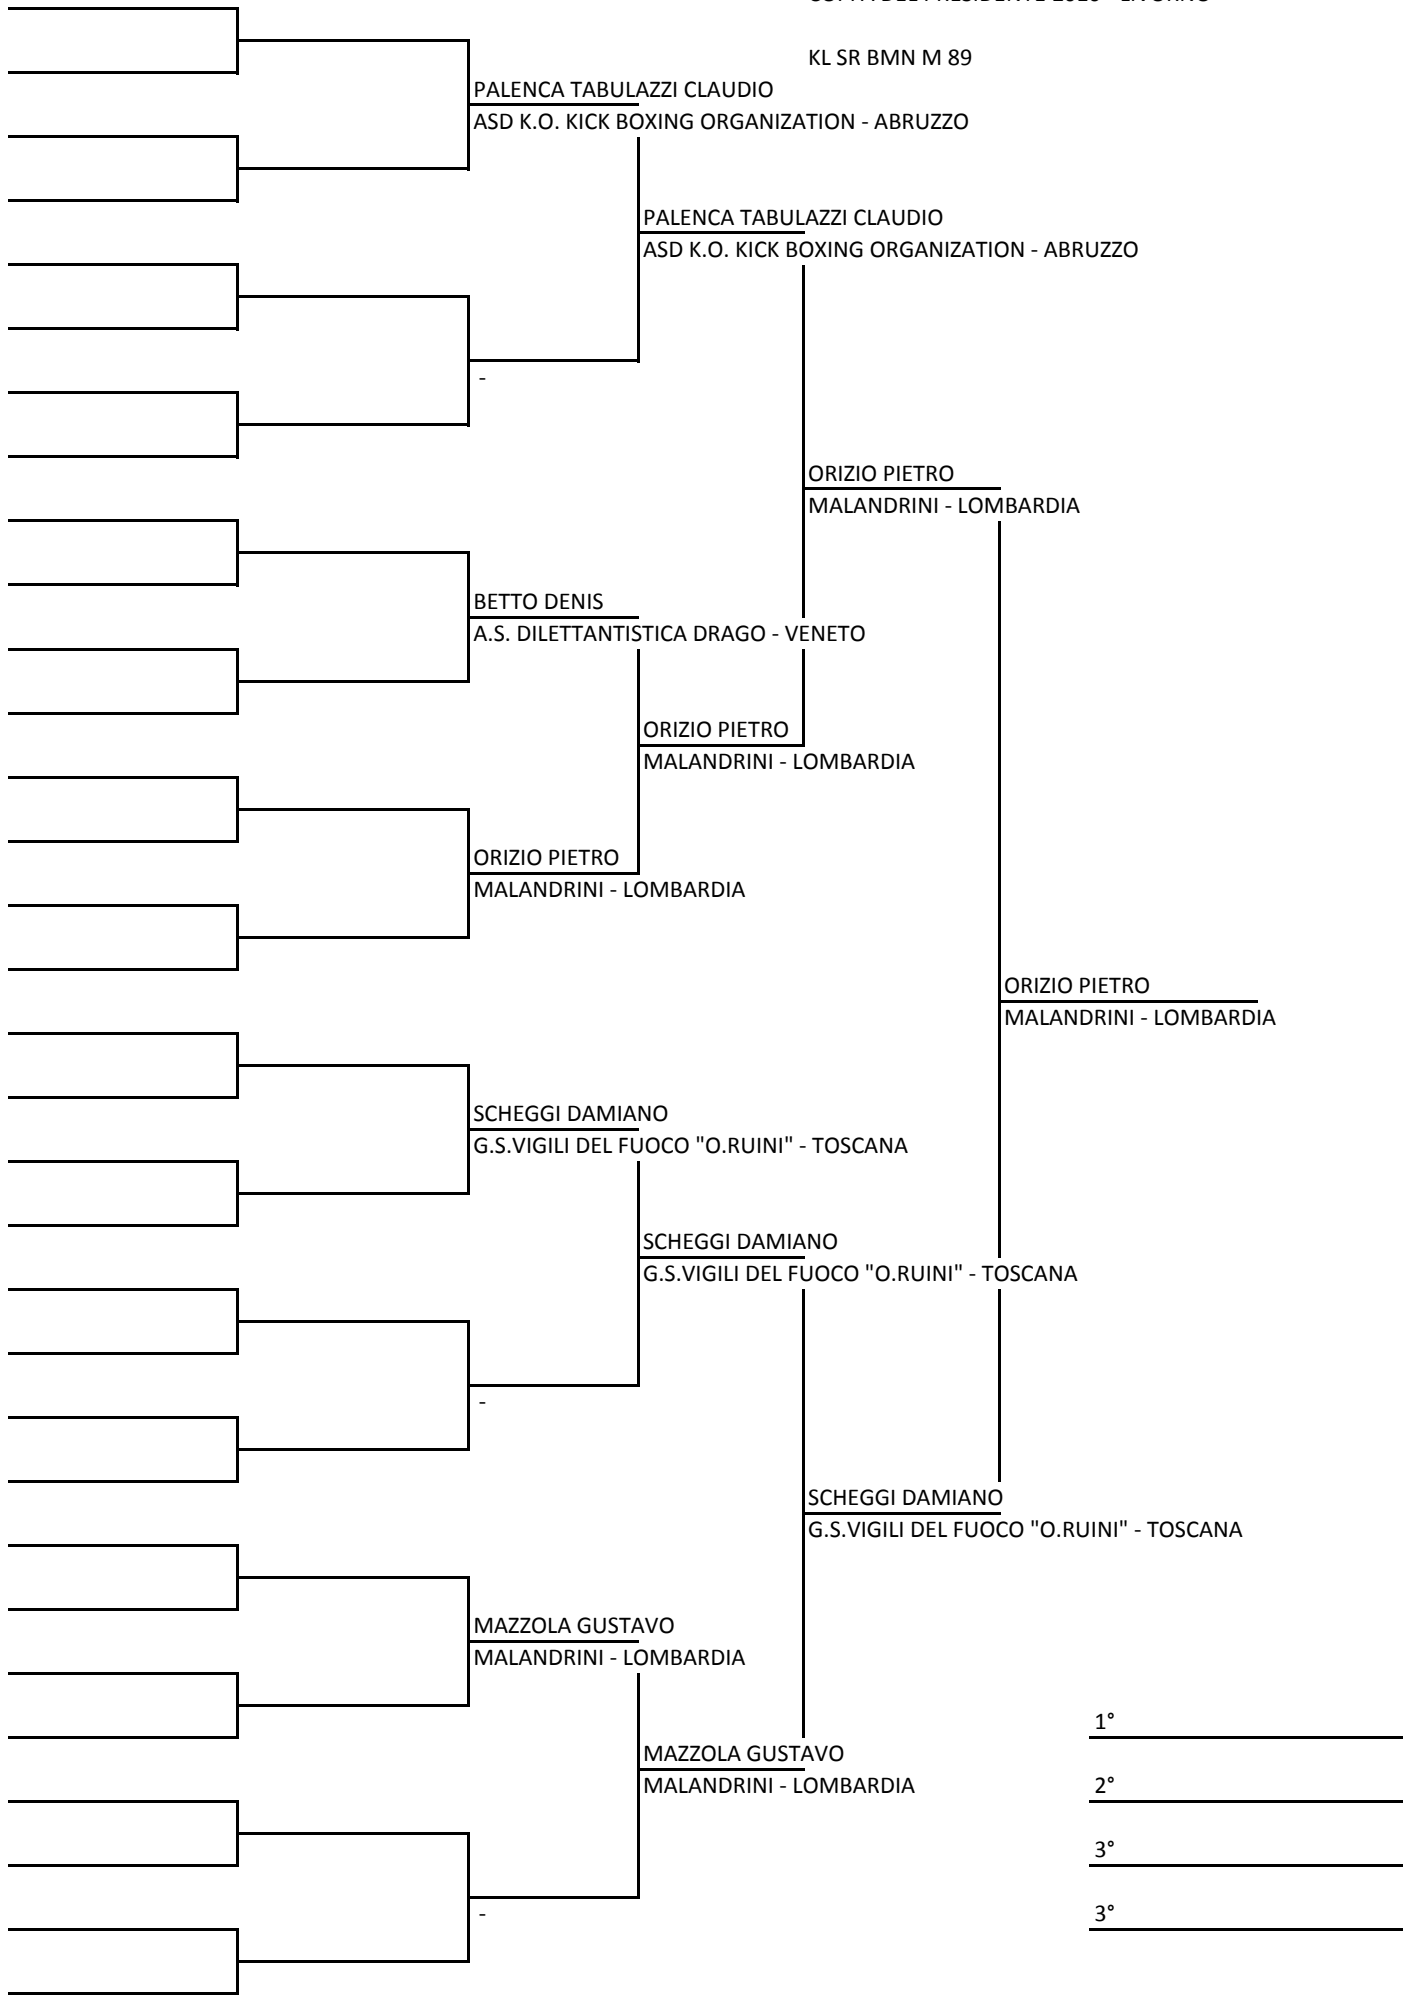 KL SR BMN M 89
PALENCA TABULAZZI CLAUDIO
ASD K.O. KICK BOXING ORGANIZATION - ABRUZZO
PALENCA TABULAZZI CLAUDIO
ASD K.O. KICK BOXING ORGANIZATION - ABRUZZO
-
ORIZIO PIETRO
MALANDRINI - LOMBARDIA
BETTO DENIS
A.S. DILETTANTISTICA DRAGO - VENETO
ORIZIO PIETRO
MALANDRINI - LOMBARDIA
ORIZIO PIETRO
MALANDRINI - LOMBARDIA
ORIZIO PIETRO
MALANDRINI - LOMBARDIA
SCHEGGI DAMIANO
G.S.VIGILI DEL FUOCO "O.RUINI" - TOSCANA
SCHEGGI DAMIANO
G.S.VIGILI DEL FUOCO "O.RUINI" - TOSCANA
-
SCHEGGI DAMIANO
G.S.VIGILI DEL FUOCO "O.RUINI" - TOSCANA
MAZZOLA GUSTAVO
MALANDRINI - LOMBARDIA
1°
MAZZOLA GUSTAVO
MALANDRINI - LOMBARDIA
2°
3°
-
3°